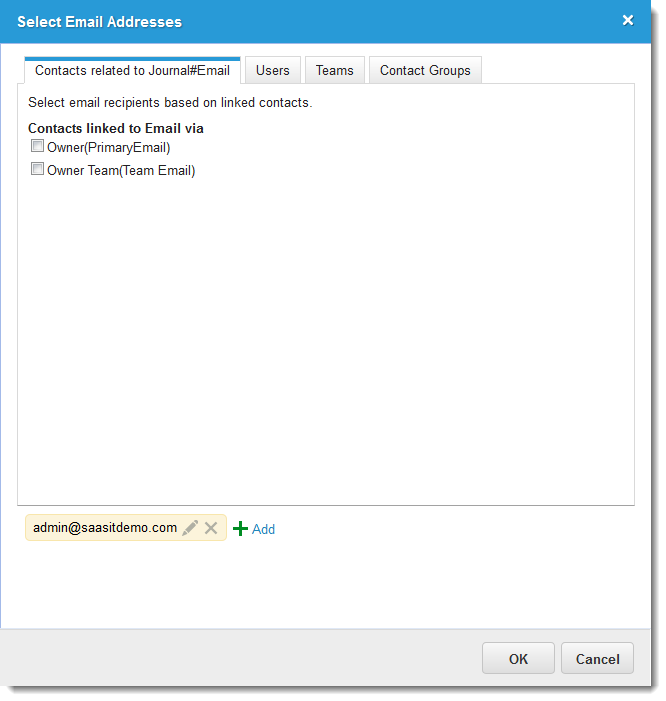 Select Email Addresses
Contacts related to Journal#Email Users Teams Contact Groups
Select email recipients based on linked contacts.
Contacts linked to Email via
Owner(PrimaryEmail)
Owner Team(Team Email)
admin@saasitdemo.com Add
OK Cancel